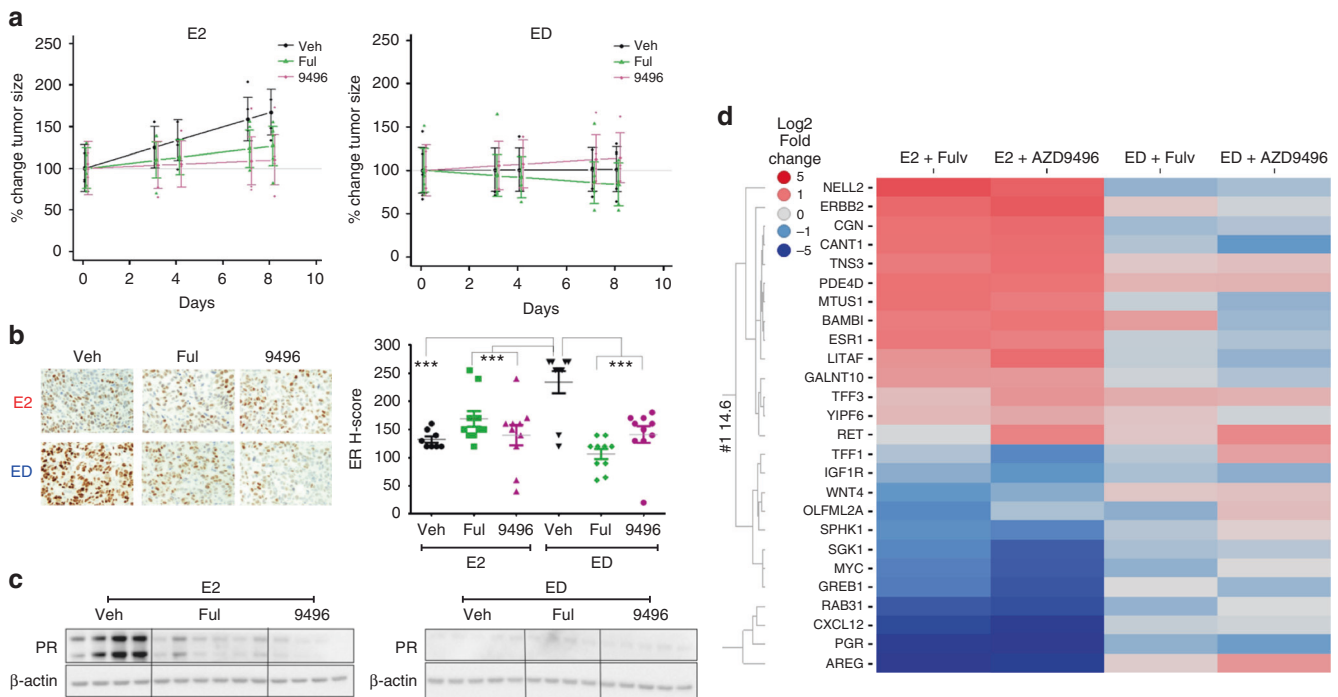 a
E2
ED
250
200
150
100
50
0
% change tumor size
Veh
Ful
9496
0 2 4 6 8 10
Days
250
200
150
100
50
0
% change tumor size
Veh
Ful
9496
0 2 4 6 8 10
Days
b
Veh Ful 9496
E2
ED
ER H-score
300
250
200
150
100
50
0
*** *** ***
Veh Ful 9496 Veh Ful 9496
E2 ED
c
E2
Veh Ful 9496
PR
β-actin
ED
Veh Ful 9496
PR
β-actin
d
Log2
Fold
change
5
1
0
−1
−5
E2 + Fulv E2 + AZD9496 ED + Fulv ED + AZD9496
#1 14.6
NELL2
ERBB2
CGN
CANT1
TNS3
PDE4D
MTUS1
BAMBI
ESR1
LITAF
GALNT10
TFF3
YIPF6
RET
TFF1
IGF1R
WNT4
OLFML2A
SPHK1
SGK1
MYC
GREB1
RAB31
CXCL12
PGR
AREG